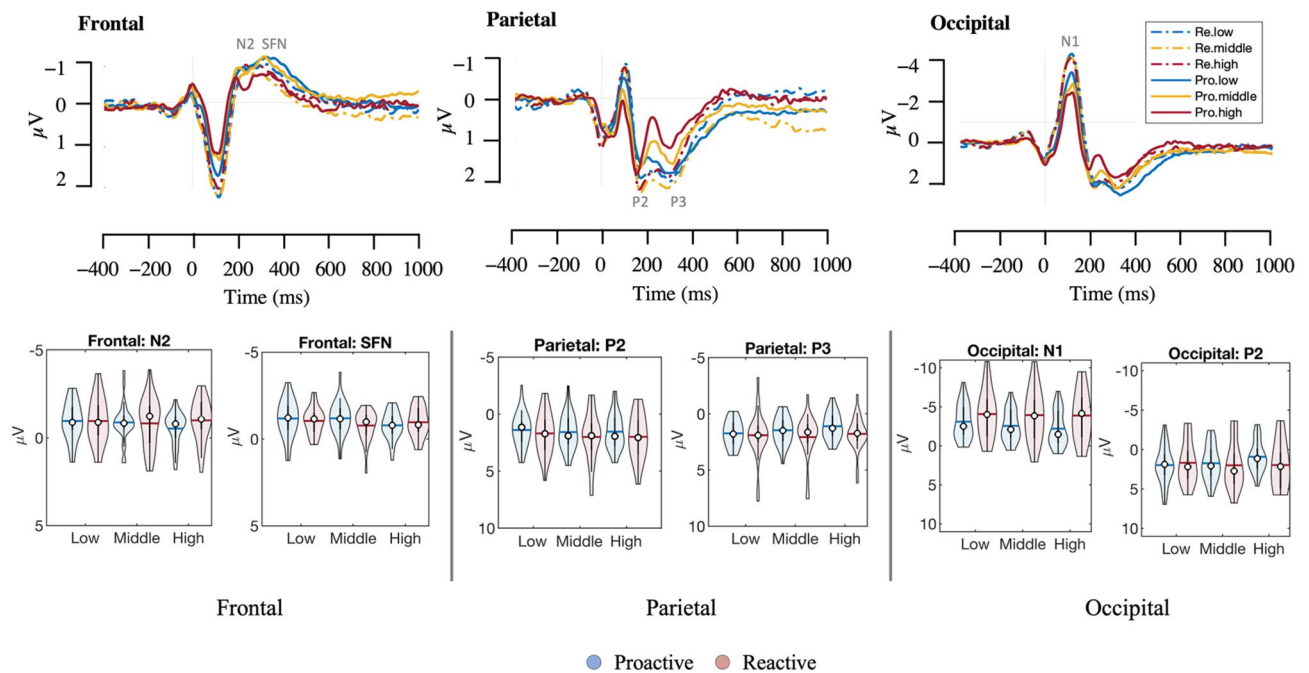 Frontal
N2 SFN
-1
0
1
2
μV
−400 −200 0 200 400 600 800 1000
Time (ms)
Parietal
-1
0
1
2
μV
P2 P3
−400 −200 0 200 400 600 800 1000
Time (ms)
Occipital
N1
-4
-2
0
2
μV
Re.low
Re.middle
Re.high
Pro.low
Pro.middle
Pro.high
−400 −200 0 200 400 600 800 1000
Time (ms)
Frontal: N2
-5
0
5
μV
Low Middle High
Frontal: SFN
-5
0
5
Low Middle High
Parietal: P2
0
5
10
μV
Low Middle High
Parietal: P3
-5
0
5
10
μV
Low Middle High
Occipital: N1
-10
-5
0
5
10
μV
Low Middle High
Occipital: P2
-10
-5
0
5
10
μV
Low Middle High
Frontal Parietal Occipital
Proactive Reactive